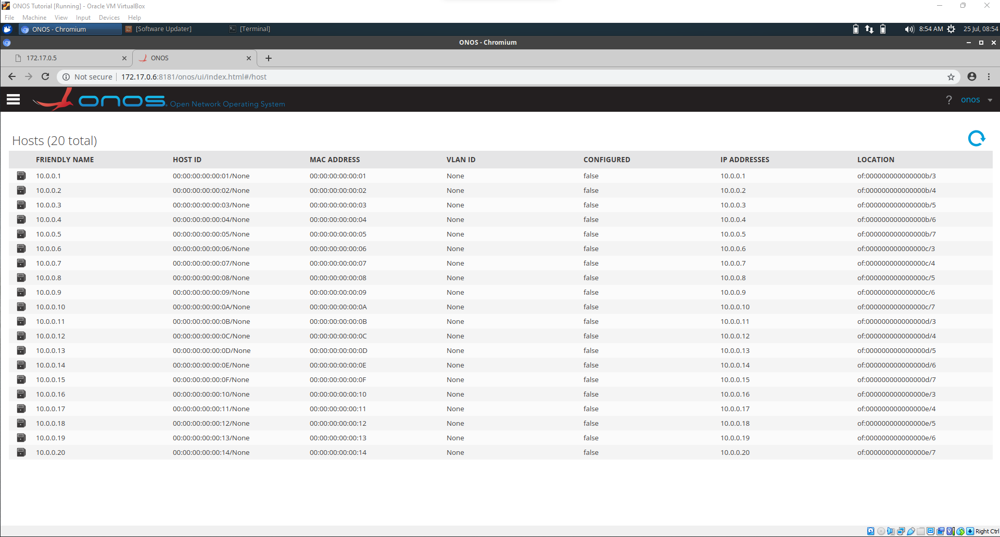 ONOS Tutorial [Running] - Oracle VM VirtualBox
File Machine View Input Devices Help
ONOS - Chromium [Software Updater] [Terminal] 8:54 AM 25 Jul, 08:54
ONOS - Chromium
172.17.0.5 ONOS
Not secure 172.17.0.6:8181/onos/ui/index.html#/host
onos Open Network Operating System ? onos
Hosts (20 total)
FRIENDLY NAME HOST ID MAC ADDRESS VLAN ID CONFIGURED IP ADDRESSES LOCATION
10.0.0.1 00:00:00:00:00:01/None 00:00:00:00:00:01 None false 10.0.0.1 of:000000000000000b/3
10.0.0.2 00:00:00:00:00:02/None 00:00:00:00:00:02 None false 10.0.0.2 of:000000000000000b/4
10.0.0.3 00:00:00:00:00:03/None 00:00:00:00:00:03 None false 10.0.0.3 of:000000000000000b/5
10.0.0.4 00:00:00:00:00:04/None 00:00:00:00:00:04 None false 10.0.0.4 of:000000000000000b/6
10.0.0.5 00:00:00:00:00:05/None 00:00:00:00:00:05 None false 10.0.0.5 of:000000000000000b/7
10.0.0.6 00:00:00:00:00:06/None 00:00:00:00:00:06 None false 10.0.0.6 of:000000000000000c/3
10.0.0.7 00:00:00:00:00:07/None 00:00:00:00:00:07 None false 10.0.0.7 of:000000000000000c/4
10.0.0.8 00:00:00:00:00:08/None 00:00:00:00:00:08 None false 10.0.0.8 of:000000000000000c/5
10.0.0.9 00:00:00:00:00:09/None 00:00:00:00:00:09 None false 10.0.0.9 of:000000000000000c/6
10.0.0.10 00:00:00:00:00:0A/None 00:00:00:00:00:0A None false 10.0.0.10 of:000000000000000c/7
10.0.0.11 00:00:00:00:00:0B/None 00:00:00:00:00:0B None false 10.0.0.11 of:000000000000000d/3
10.0.0.12 00:00:00:00:00:0C/None 00:00:00:00:00:0C None false 10.0.0.12 of:000000000000000d/4
10.0.0.13 00:00:00:00:00:0D/None 00:00:00:00:00:0D None false 10.0.0.13 of:000000000000000d/5
10.0.0.14 00:00:00:00:00:0E/None 00:00:00:00:00:0E None false 10.0.0.14 of:000000000000000d/6
10.0.0.15 00:00:00:00:00:0F/None 00:00:00:00:00:0F None false 10.0.0.15 of:000000000000000d/7
10.0.0.16 00:00:00:00:00:10/None 00:00:00:00:00:10 None false 10.0.0.16 of:000000000000000e/3
10.0.0.17 00:00:00:00:00:11/None 00:00:00:00:00:11 None false 10.0.0.17 of:000000000000000e/4
10.0.0.18 00:00:00:00:00:12/None 00:00:00:00:00:12 None false 10.0.0.18 of:000000000000000e/5
10.0.0.19 00:00:00:00:00:13/None 00:00:00:00:00:13 None false 10.0.0.19 of:000000000000000e/6
10.0.0.20 00:00:00:00:00:14/None 00:00:00:00:00:14 None false 10.0.0.20 of:000000000000000e/7
Right Ctrl